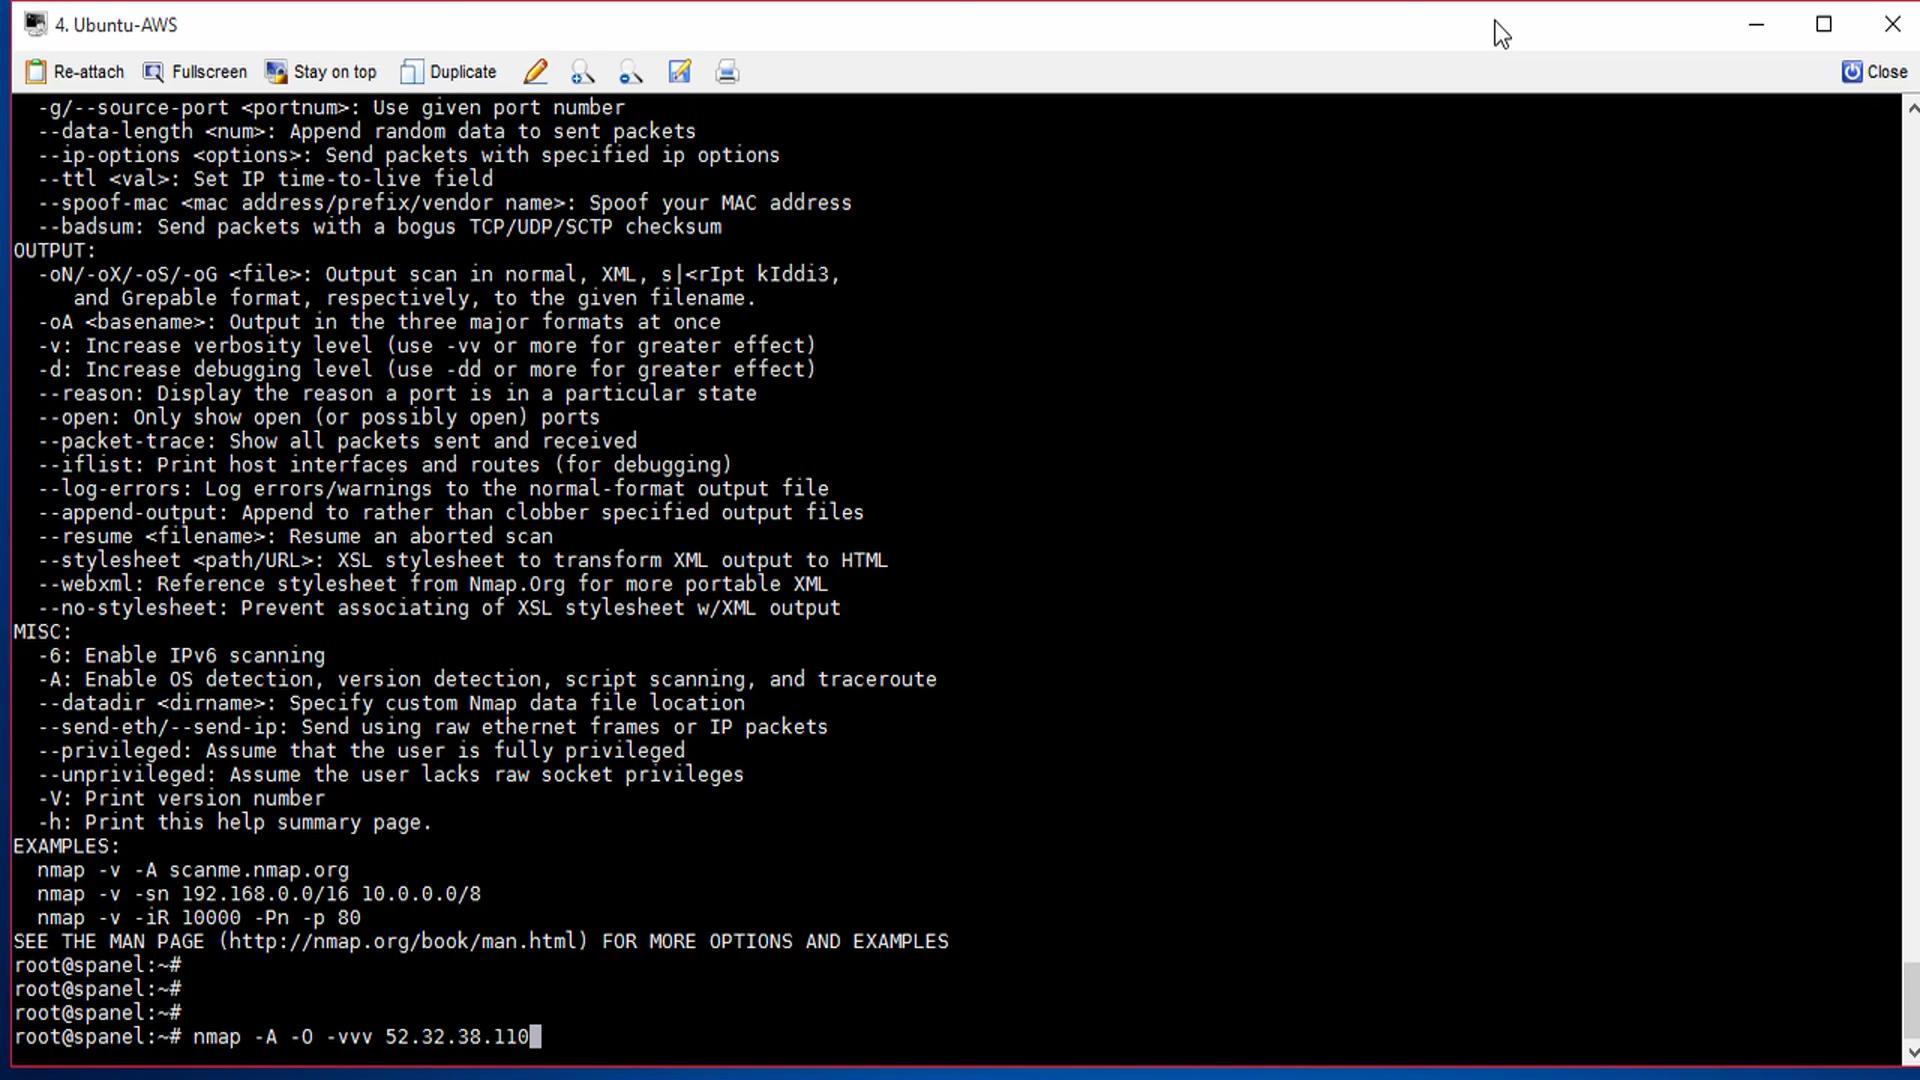 4. Ubuntu-AWS
Re-attach Fullscreen Stay on top Duplicate Close
-g/--source-port <portnum>: Use given port number
--data-length <num>: Append random data to sent packets
--ip-options <options>: Send packets with specified ip options
--ttl <val>: Set IP time-to-live field
--spoof-mac <mac address/prefix/vendor name>: Spoof your MAC address
--badsum: Send packets with a bogus TCP/UDP/SCTP checksum
OUTPUT:
-oN/-oX/-oS/-oG <file>: Output scan in normal, XML, s|<rIpt kIddi3,
and Grepable format, respectively, to the given filename.
-oA <basename>: Output in the three major formats at once
-v: Increase verbosity level (use -vv or more for greater effect)
-d: Increase debugging level (use -dd or more for greater effect)
--reason: Display the reason a port is in a particular state
--open: Only show open (or possibly open) ports
--packet-trace: Show all packets sent and received
--iflist: Print host interfaces and routes (for debugging)
--log-errors: Log errors/warnings to the normal-format output file
--append-output: Append to rather than clobber specified output files
--resume <filename>: Resume an aborted scan
--stylesheet <path/URL>: XSL stylesheet to transform XML output to HTML
--webxml: Reference stylesheet from Nmap.Org for more portable XML
--no-stylesheet: Prevent associating of XSL stylesheet w/XML output
MISC:
-6: Enable IPv6 scanning
-A: Enable OS detection, version detection, script scanning, and traceroute
--datadir <dirname>: Specify custom Nmap data file location
--send-eth/--send-ip: Send using raw ethernet frames or IP packets
--privileged: Assume that the user is fully privileged
--unprivileged: Assume the user lacks raw socket privileges
-V: Print version number
-h: Print this help summary page.
EXAMPLES:
nmap -v -A scanme.nmap.org
nmap -v -sn 192.168.0.0/16 10.0.0.0/8
nmap -v -iR 10000 -Pn -p 80
SEE THE MAN PAGE (http://nmap.org/book/man.html) FOR MORE OPTIONS AND EXAMPLES
root@spanel:~#
root@spanel:~#
root@spanel:~#
root@spanel:~# nmap -A -O -vvv 52.32.38.110